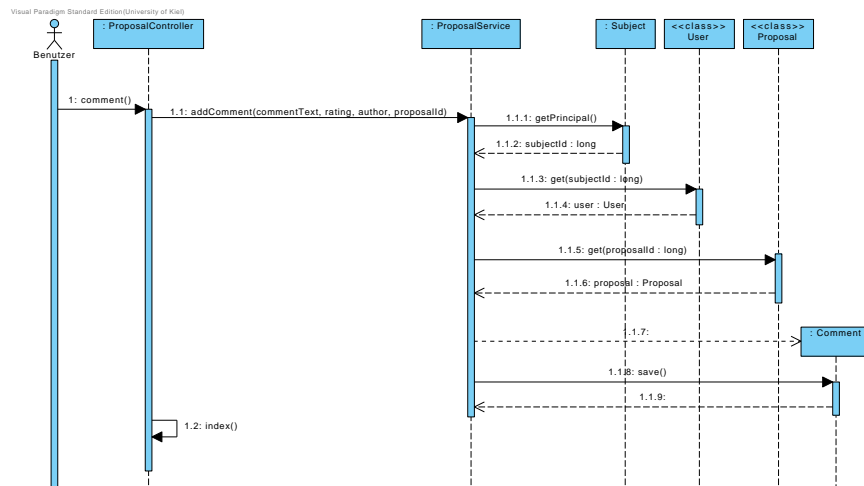 Visual Paradigm Standard Edition(University of Kiel)
Benutzer
: ProposalController
: ProposalService
: Subject
<<class>>
User
<<class>>
Proposal
1: comment()
1.1: addComment(commentText, rating, author, proposalId)
1.1.1: getPrincipal()
1.1.2: subjectId : long
1.1.3: get(subjectId : long)
1.1.4: user : User
1.1.5: get(proposalId : long)
1.1.6: proposal : Proposal
1.1.7:
: Comment
1.1.8: save()
1.1.9:
1.2: index()